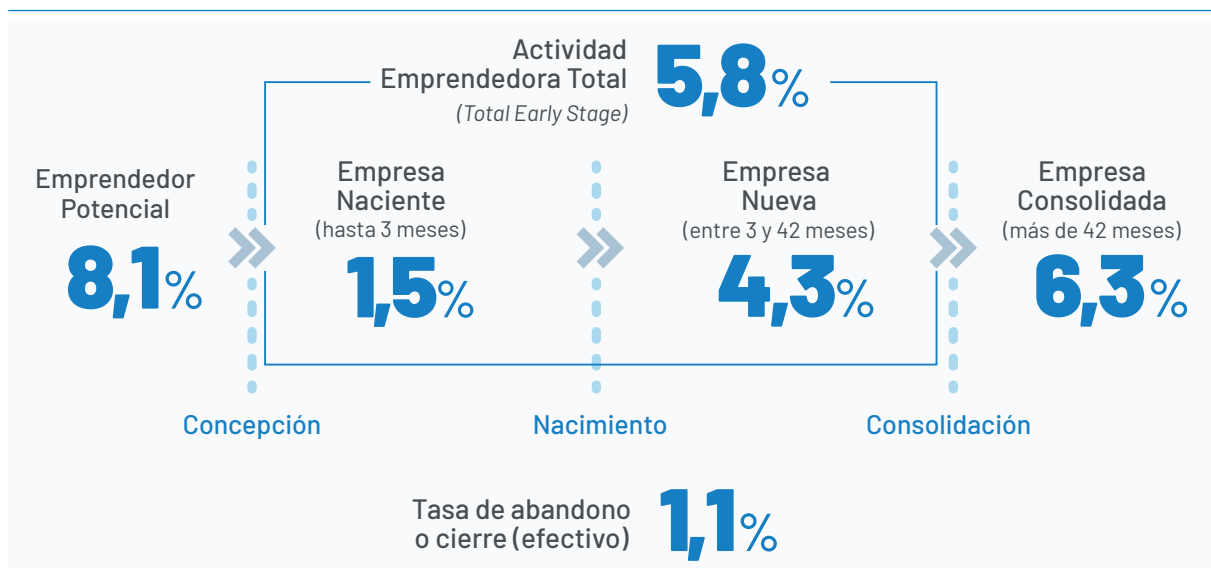 Actividad
Emprendedora Total
(Total Early Stage)
5,8%
Emprendedor
Potencial
8,1%
Empresa
Naciente
(hasta 3 meses)
1,5%
Empresa
Nueva
(entre 3 y 42 meses)
4,3%
Empresa
Consolidada
(más de 42 meses)
6,3%
Concepción
Nacimiento
Consolidación
Tasa de abandono
o cierre (efectivo)
1,1%